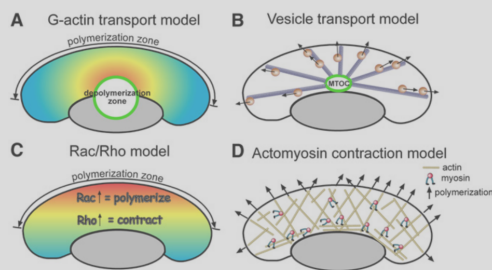 A
G-actin transport model
polymerization zone
depolymerization
zone
B
Vesicle transport model
MTOC
C
Rac/Rho model
polymerization zone
Rac↑ = polymerize
Rho↑ = contract
D
Actomyosin contraction model
actin
myosin
polymerization